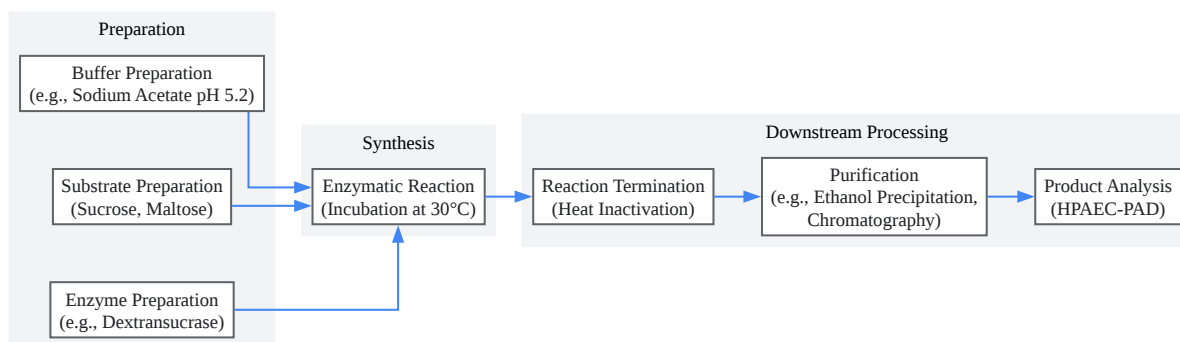 Preparation
Buffer Preparation
(e.g., Sodium Acetate pH 5.2)
Substrate Preparation
(Sucrose, Maltose)
Enzyme Preparation
(e.g., Dextransucrase)
Synthesis
Enzymatic Reaction
(Incubation at 30°C)
Downstream Processing
Reaction Termination
(Heat Inactivation)
Purification
(e.g., Ethanol Precipitation,
Chromatography)
Product Analysis
(HPAEC-PAD)